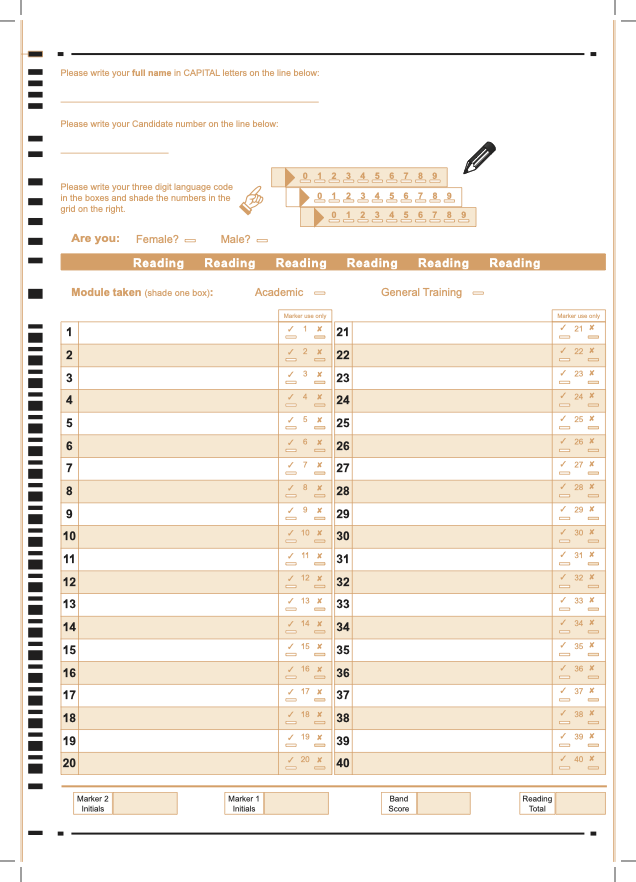 Please write your full name in CAPITAL letters on the line below:
Please write your Candidate number on the line below:
Please write your three digit language code
in the boxes and shade the numbers in the
grid on the right.
0 1 2 3 4 5 6 7 8 9
0 1 2 3 4 5 6 7 8 9
0 1 2 3 4 5 6 7 8 9
Are you: Female? Male?
Reading Reading Reading Reading Reading Reading
Module taken (shade one box): Academic General Training
Marker use only Marker use only
1 ✓ 1 ✗ 21 ✓ 21 ✗
2 ✓ 2 ✗ 22 ✓ 22 ✗
3 ✓ 3 ✗ 23 ✓ 23 ✗
4 ✓ 4 ✗ 24 ✓ 24 ✗
5 ✓ 5 ✗ 25 ✓ 25 ✗
6 ✓ 6 ✗ 26 ✓ 26 ✗
7 ✓ 7 ✗ 27 ✓ 27 ✗
8 ✓ 8 ✗ 28 ✓ 28 ✗
9 ✓ 9 ✗ 29 ✓ 29 ✗
10 ✓ 10 ✗ 30 ✓ 30 ✗
11 ✓ 11 ✗ 31 ✓ 31 ✗
12 ✓ 12 ✗ 32 ✓ 32 ✗
13 ✓ 13 ✗ 33 ✓ 33 ✗
14 ✓ 14 ✗ 34 ✓ 34 ✗
15 ✓ 15 ✗ 35 ✓ 35 ✗
16 ✓ 16 ✗ 36 ✓ 36 ✗
17 ✓ 17 ✗ 37 ✓ 37 ✗
18 ✓ 18 ✗ 38 ✓ 38 ✗
19 ✓ 19 ✗ 39 ✓ 39 ✗
20 ✓ 20 ✗ 40 ✓ 40 ✗
Marker 2 Initials
Marker 1 Initials
Band Score
Reading Total